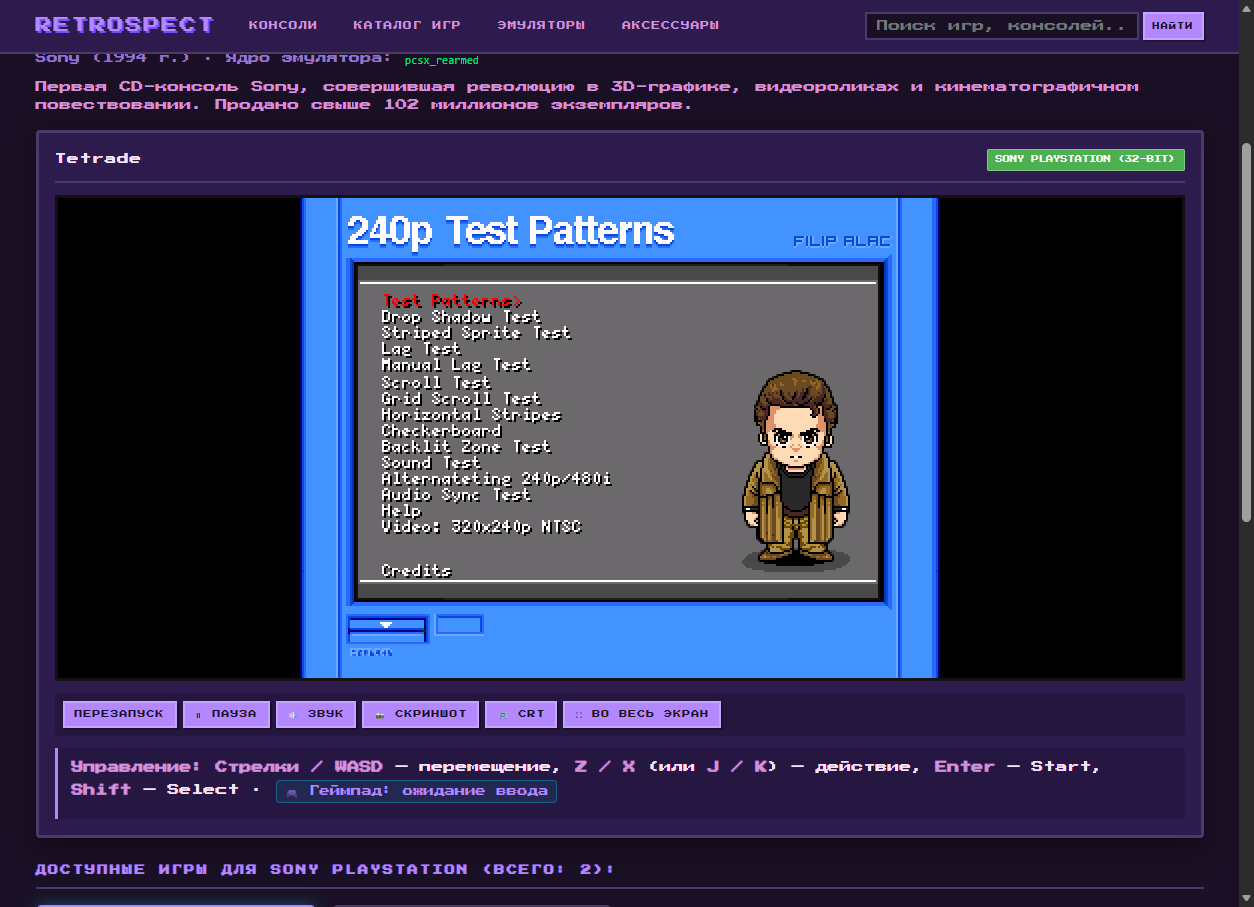 RETROSPECT
КОНСОЛИ
КАТАЛОГ ИГР
ЭМУЛЯТОРЫ
АКСЕССУАРЫ
Поиск игр, консолей..
НАЙТИ
Sony (1994 г.) · Ядро эмулятора: pcsx_rearmed
Первая CD-консоль Sony, совершившая революцию в 3D-графике, видеороликах и кинематографичном
повествовании. Продано свыше 102 миллионов экземпляров.
Tetrade
SONY PLAYSTATION (32-BIT)
240p Test Patterns
FILIP ALAC
Test Patterns>
Drop Shadow Test
Striped Sprite Test
Lag Test
Manual Lag Test
Scroll Test
Grid Scroll Test
Horizontal Stripes
Checkerboard
Backlit Zone Test
Sound Test
Alternateting 240p/480i
Audio Sync Test
Help
Video: 320x240p NTSC
Credits
ПЕРЕЗАПУСК
ПАУЗА
ЗВУК
СКРИНШОТ
CRT
ВО ВЕСЬ ЭКРАН
Управление: Стрелки / WASD — перемещение, Z / X (или J / K) — действие, Enter — Start,
Shift — Select · Геймпад: ожидание ввода
ДОСТУПНЫЕ ИГРЫ ДЛЯ SONY PLAYSTATION (ВСЕГО: 2):